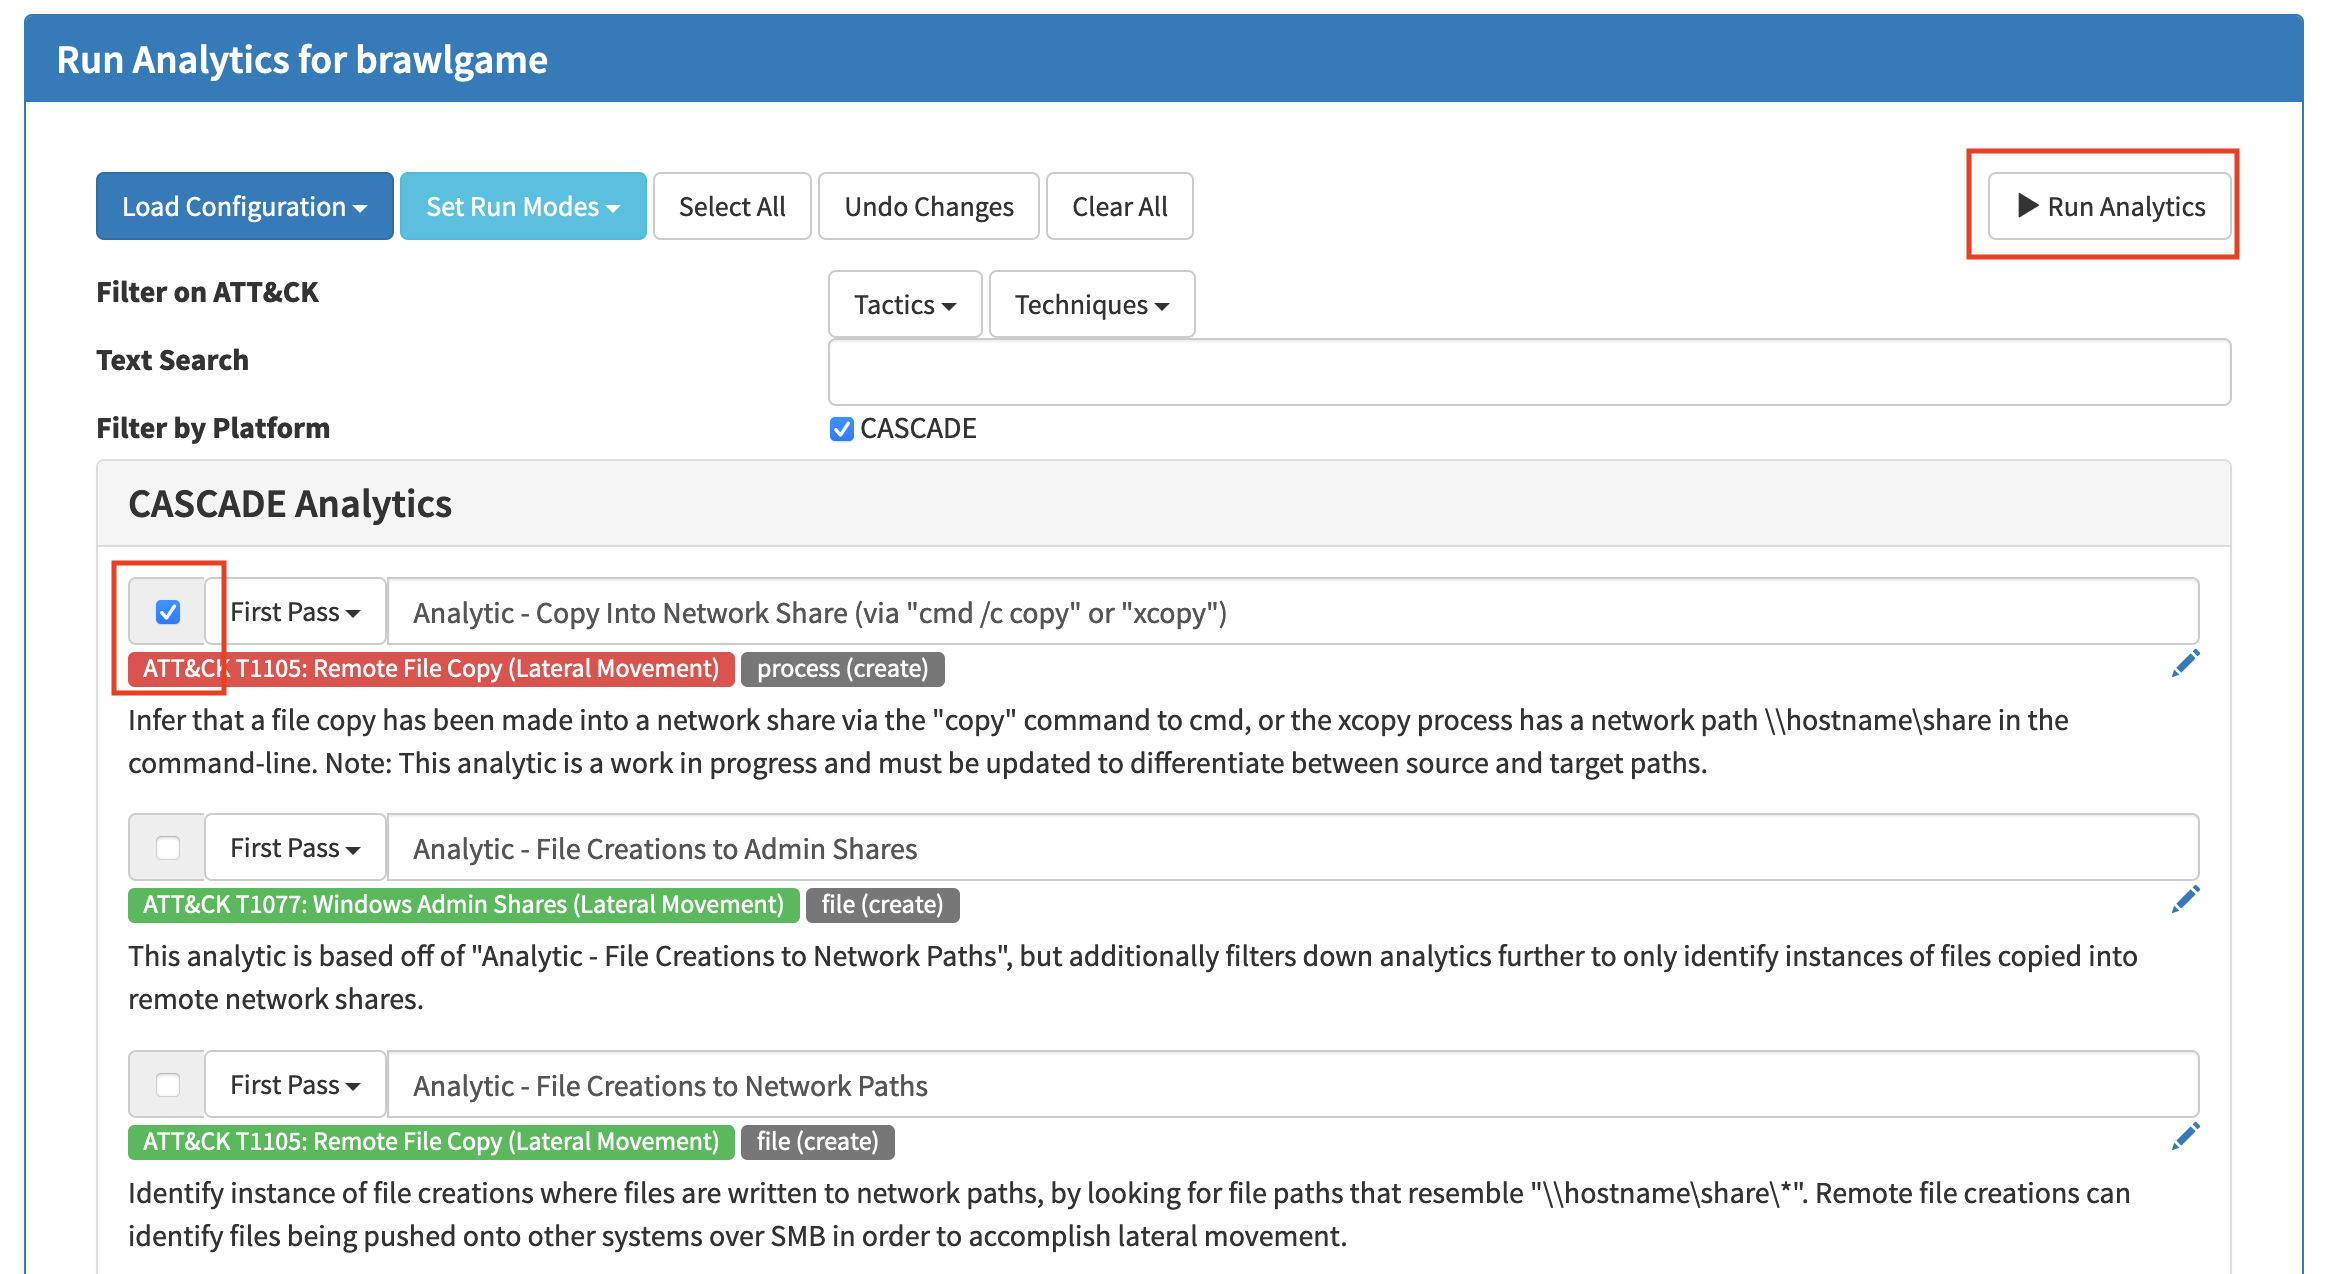 Run Analytics for brawlgame
Load Configuration
Set Run Modes
Select All
Undo Changes
Clear All
Run Analytics
Filter on ATT&CK
Tactics
Techniques
Text Search
Filter by Platform
CASCADE
CASCADE Analytics
First Pass
Analytic - Copy Into Network Share (via "cmd /c copy" or "xcopy")
ATT&CK T1105: Remote File Copy (Lateral Movement)
process (create)
Infer that a file copy has been made into a network share via the "copy" command to cmd, or the xcopy process has a network path \\hostname\share in the
command-line. Note: This analytic is a work in progress and must be updated to differentiate between source and target paths.
First Pass
Analytic - File Creations to Admin Shares
ATT&CK T1077: Windows Admin Shares (Lateral Movement)
file (create)
This analytic is based off of "Analytic - File Creations to Network Paths", but additionally filters down analytics further to only identify instances of files copied into
remote network shares.
First Pass
Analytic - File Creations to Network Paths
ATT&CK T1105: Remote File Copy (Lateral Movement)
file (create)
Identify instance of file creations where files are written to network paths, by looking for file paths that resemble "\\hostname\share\*". Remote file creations can
identify files being pushed onto other systems over SMB in order to accomplish lateral movement.